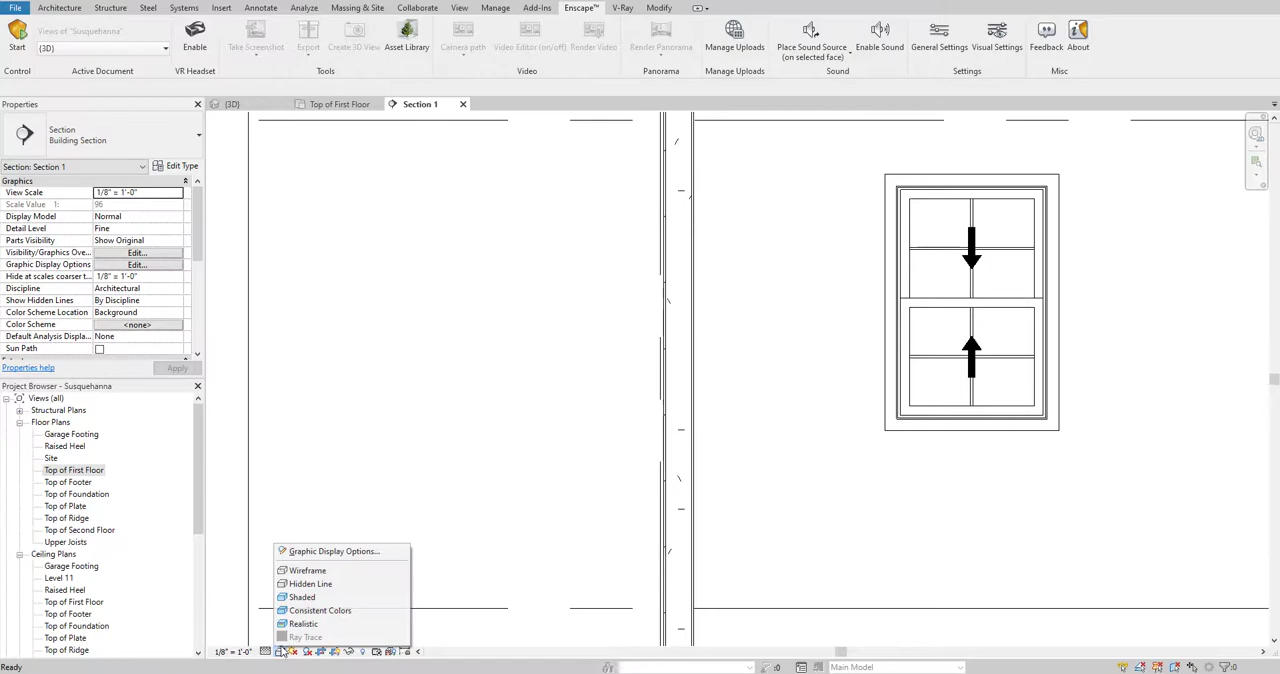 File Architecture Structure Steel Systems Insert Annotate Analyze Massing & Site Collaborate View Manage Add-Ins Enscape™ V-Ray Modify
Views of "Susquehanna"
{3D}
Start Enable Take Screenshot Export Create 3D View Asset Library Camera path Video Editor (on/off) Render Video Render Panorama Manage Uploads Place Sound Source (on selected face) Enable Sound General Settings Visual Settings Feedback About
Control Active Document VR Headset Tools Video Panorama Manage Uploads Sound Settings Misc
Properties
{3D} Top of First Floor Section 1
Section
Building Section
Section: Section 1 Edit Type
Graphics
View Scale 1/8" = 1'-0"
Scale Value 1: 96
Display Model Normal
Detail Level Fine
Parts Visibility Show Original
Visibility/Graphics Ove... Edit...
Graphic Display Options Edit...
Hide at scales coarser t... 1/8" = 1'-0"
Discipline Architectural
Show Hidden Lines By Discipline
Color Scheme Location Background
Color Scheme <none>
Default Analysis Displa... None
Sun Path
Properties help Apply
Project Browser - Susquehanna
Views (all)
Structural Plans
Floor Plans
Garage Footing
Raised Heel
Site
Top of First Floor
Top of Footer
Top of Foundation
Top of Plate
Top of Ridge
Top of Second Floor
Upper Joists
Ceiling Plans
Garage Footing
Level 11
Raised Heel
Top of First Floor
Top of Footer
Top of Foundation
Top of Plate
Top of Ridge
Graphic Display Options...
Wireframe
Hidden Line
Shaded
Consistent Colors
Realistic
Ray Trace
1/8" = 1'-0"
Ready :0 Main Model :0